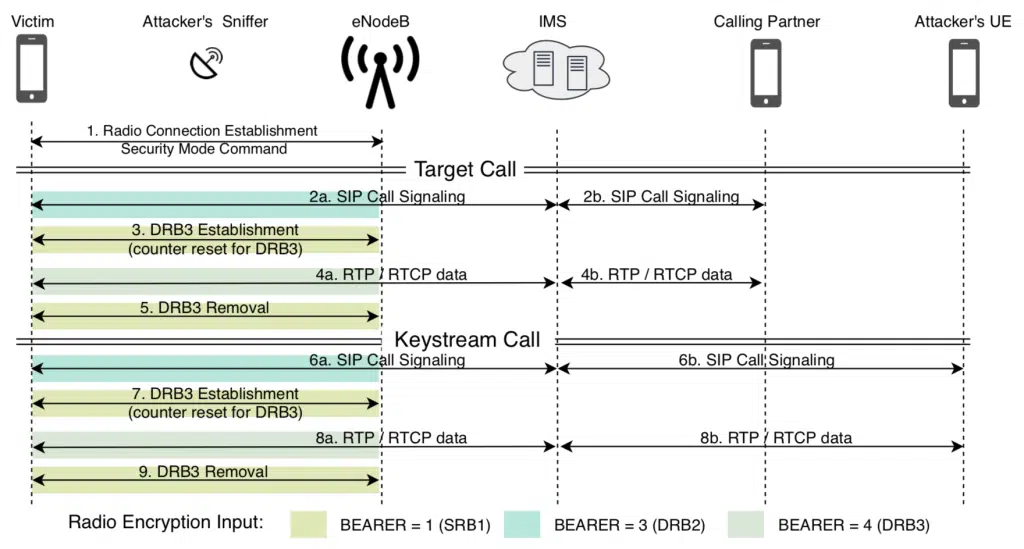 Victim
Attacker's Sniffer
eNodeB
IMS
Calling Partner
Attacker's UE
1. Radio Connection Establishment
Security Mode Command
Target Call
2a. SIP Call Signaling
2b. SIP Call Signaling
3. DRB3 Establishment
(counter reset for DRB3)
4a. RTP / RTCP data
4b. RTP / RTCP data
5. DRB3 Removal
Keystream Call
6a. SIP Call Signaling
6b. SIP Call Signaling
7. DRB3 Establishment
(counter reset for DRB3)
8a. RTP / RTCP data
8b. RTP / RTCP data
9. DRB3 Removal
Radio Encryption Input:
BEARER = 1 (SRB1)
BEARER = 3 (DRB2)
BEARER = 4 (DRB3)